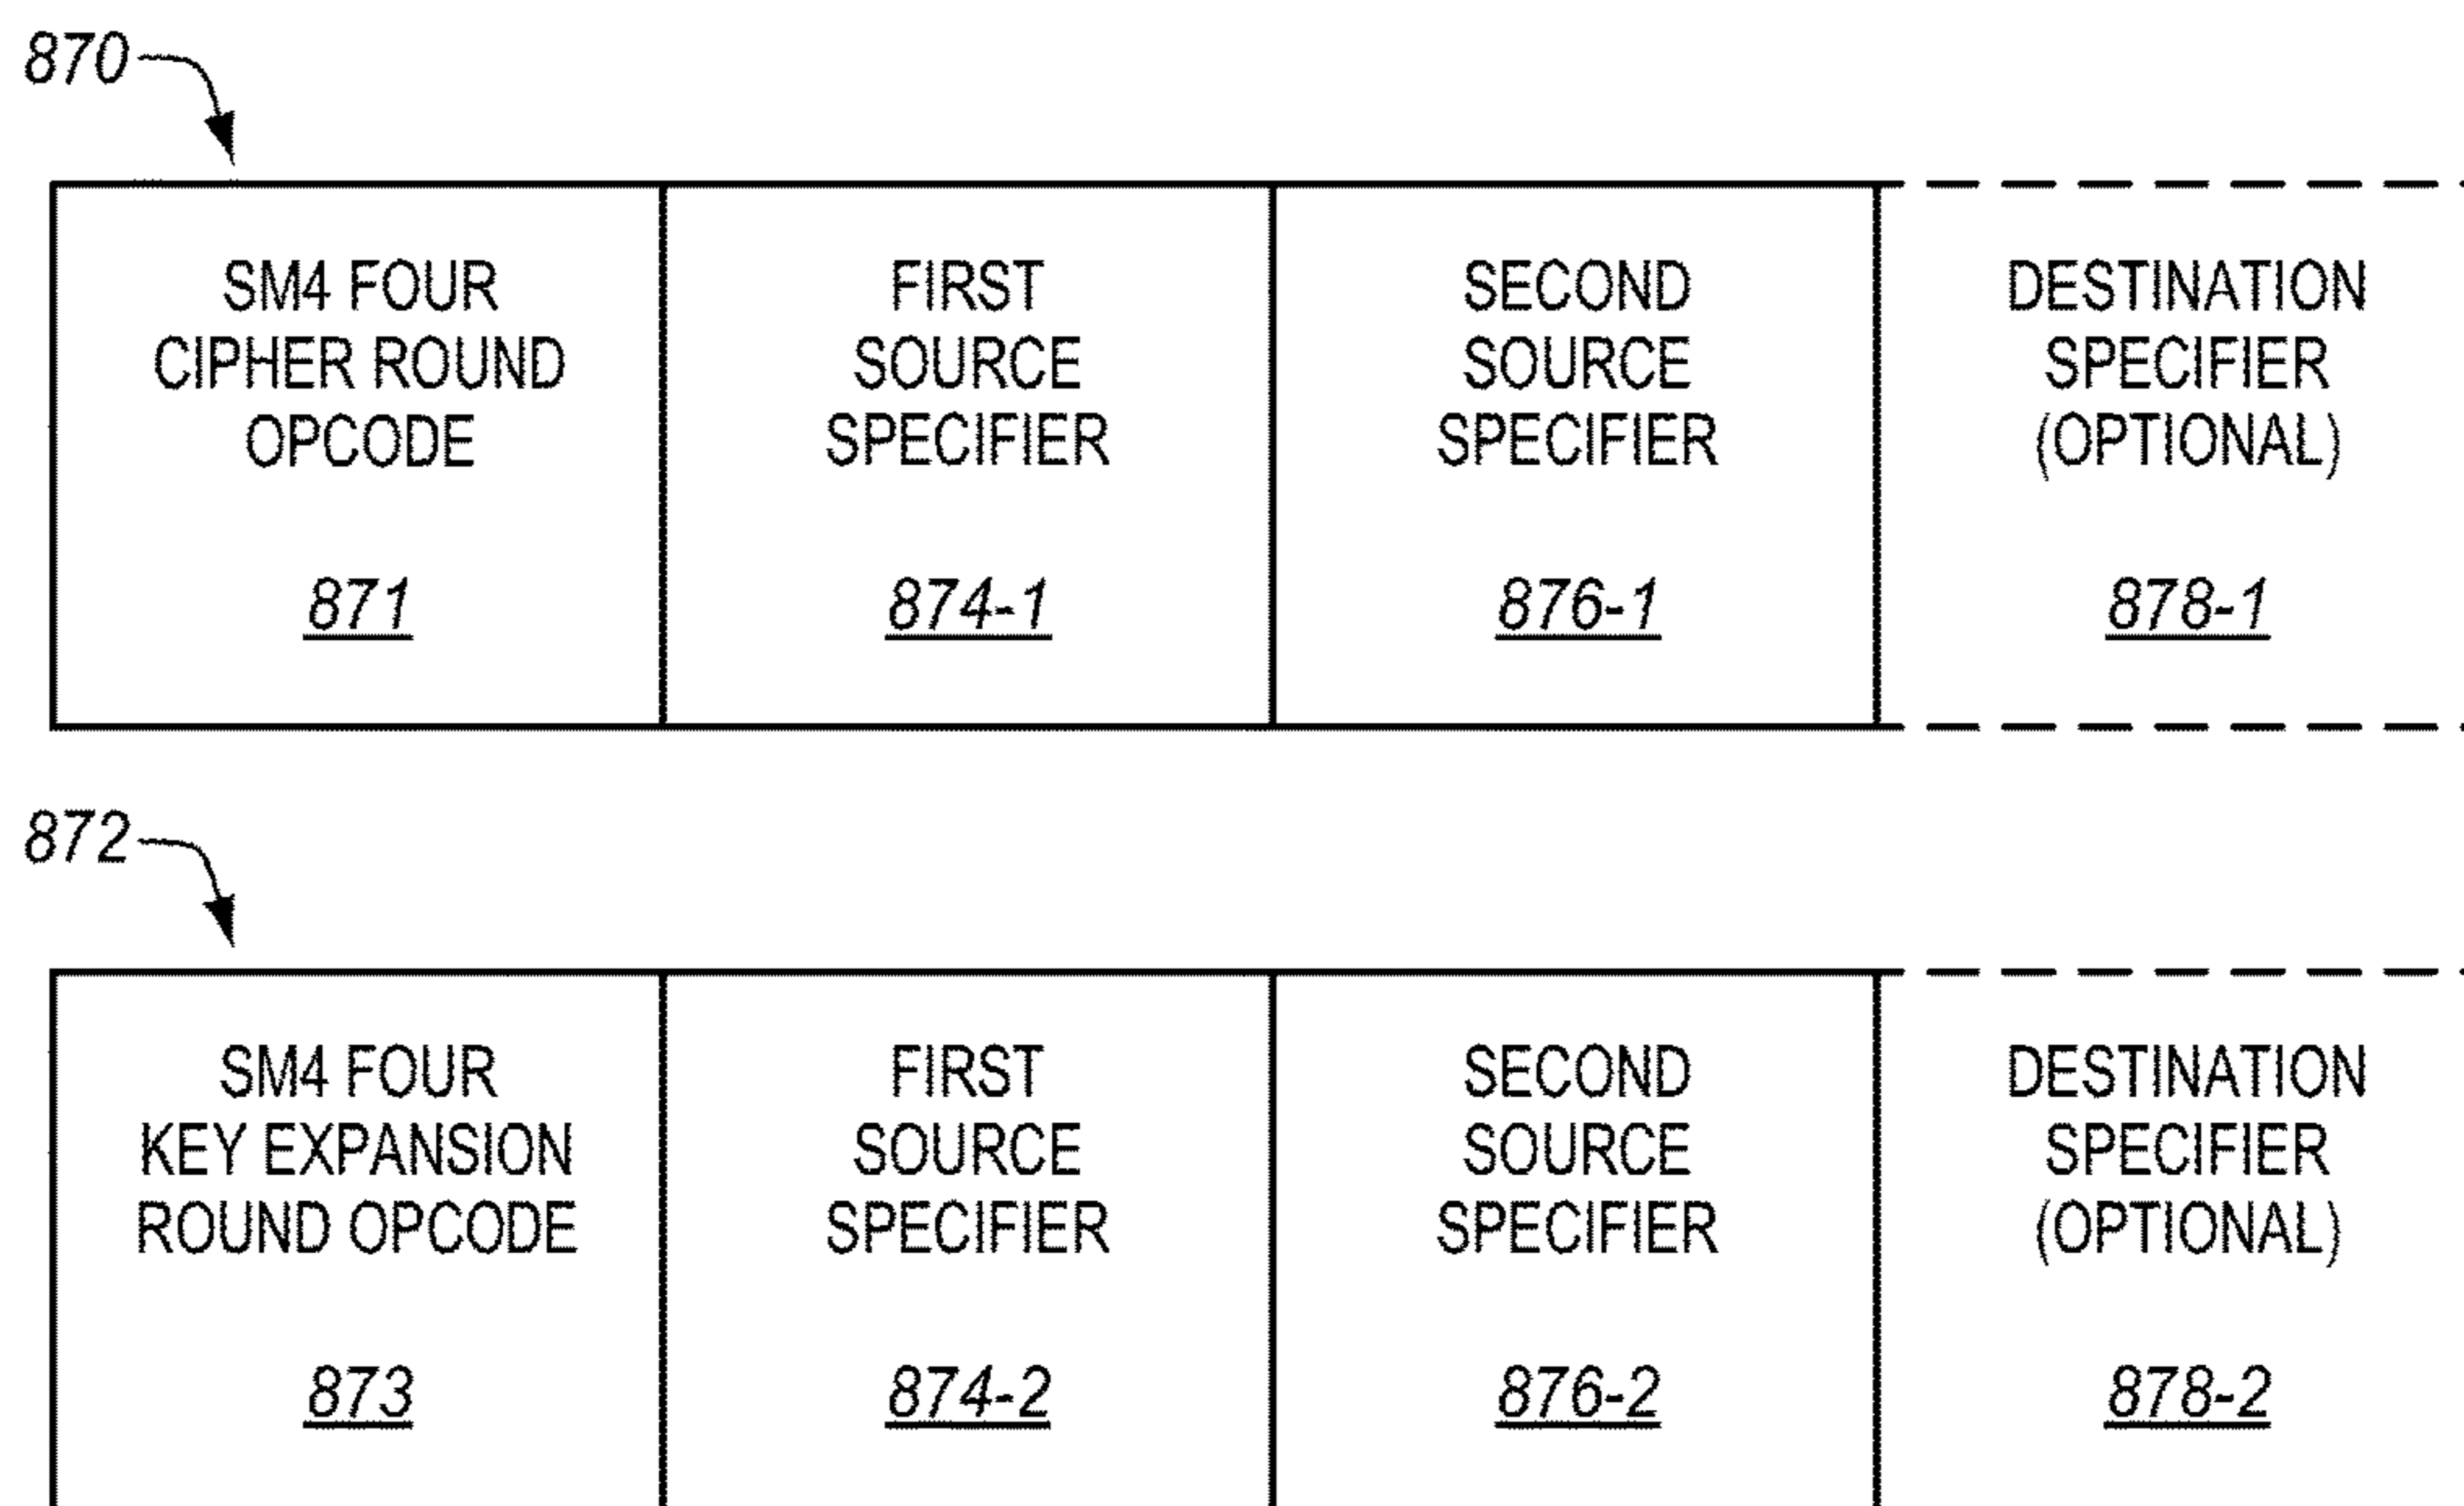 870
SM4 FOUR
CIPHER ROUND
OPCODE
871
FIRST
SOURCE
SPECIFIER
874-1
SECOND
SOURCE
SPECIFIER
876-1
DESTINATION
SPECIFIER
(OPTIONAL)
878-1
872
SM4 FOUR
KEY EXPANSION
ROUND OPCODE
873
FIRST
SOURCE
SPECIFIER
874-2
SECOND
SOURCE
SPECIFIER
876-2
DESTINATION
SPECIFIER
(OPTIONAL)
878-2